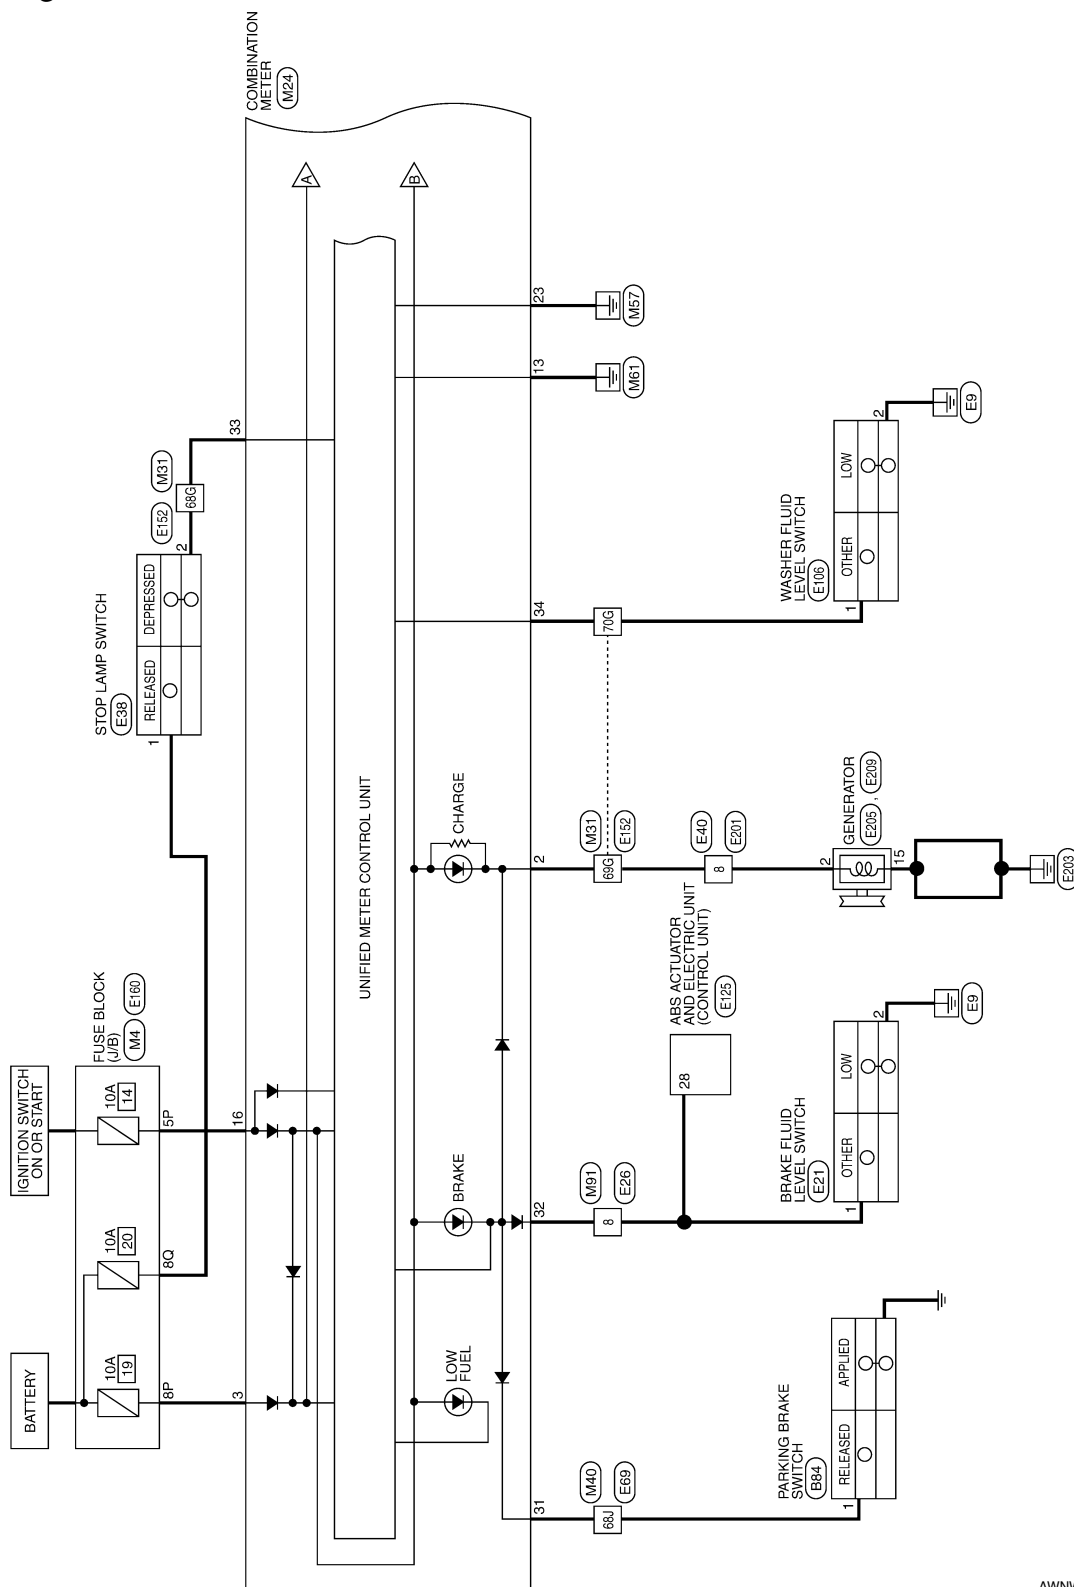 IGNITION SWITCH
ON OR START
BATTERY
FUSE BLOCK
(J/B)
M4
E160
10A
19
10A
20
10A
14
8P
8Q
5P
3
16
STOP LAMP SWITCH
E38
RELEASED
DEPRESSED
1
2
E152
M31
68G
33
COMBINATION
METER
M24
A
B
UNIFIED METER CONTROL UNIT
LOW
FUEL
BRAKE
CHARGE
31
32
2
34
13
23
M61
M57
M40
68J
E69
M91
8
E26
M31
69G
E152
70G
E40
8
E201
ABS ACTUATOR
AND ELECTRIC UNIT
(CONTROL UNIT)
E125
28
PARKING BRAKE
SWITCH
B84
RELEASED
APPLIED
1
BRAKE FLUID
LEVEL SWITCH
E21
OTHER
LOW
1
2
E9
GENERATOR
E205 , E209
2
15
E203
WASHER FLUID
LEVEL SWITCH
E106
OTHER
LOW
1
2
E9